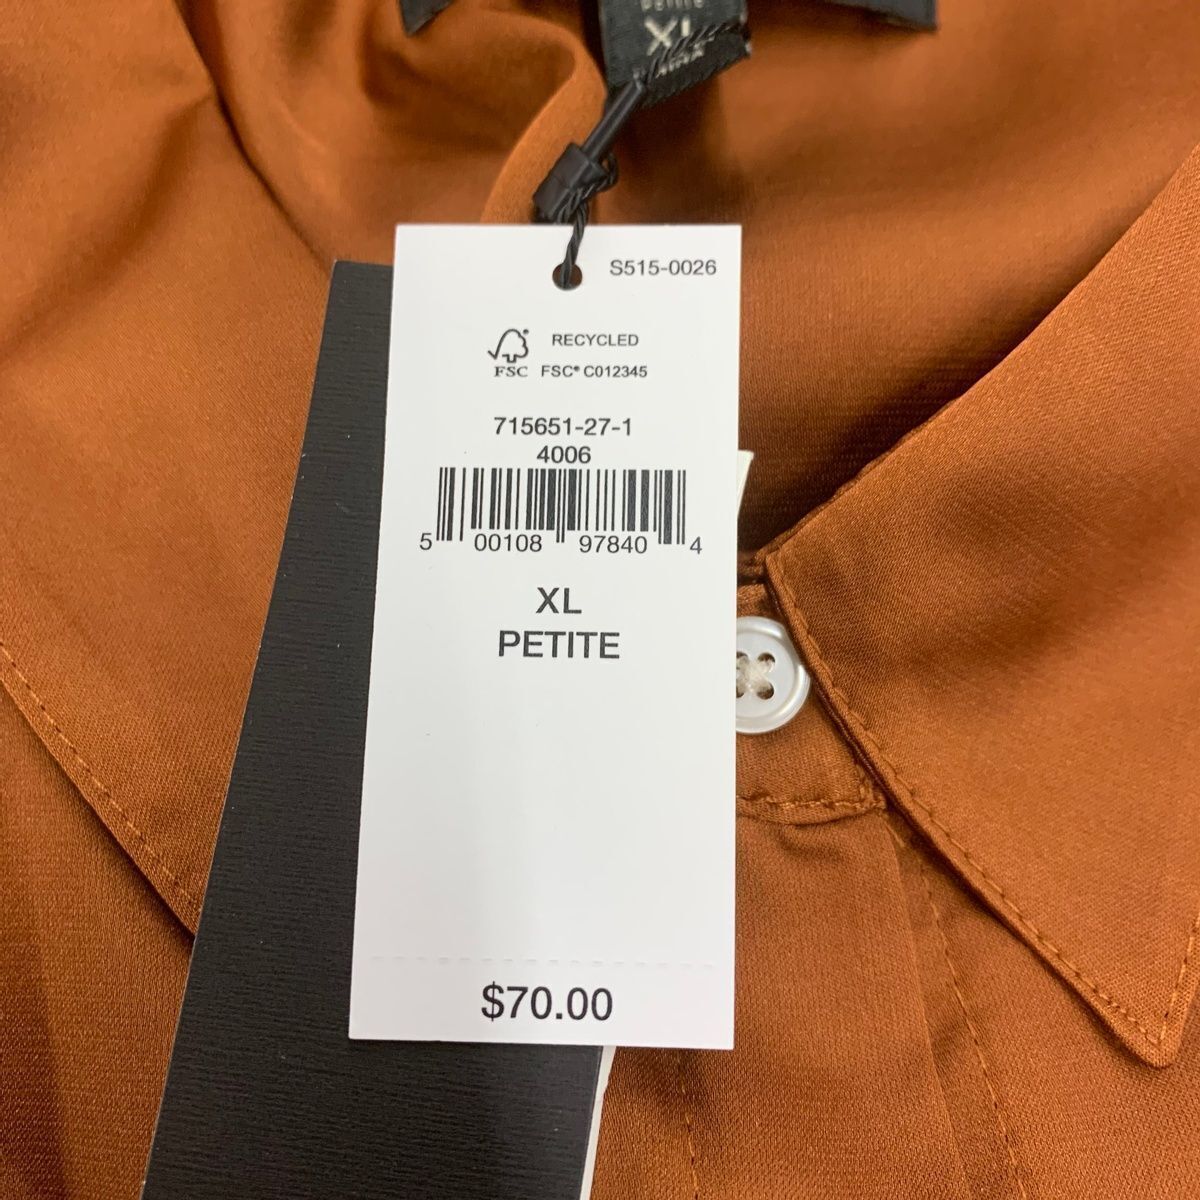 PETITE
XL
S515-0026
RECYCLED
FSC
FSC® C012345
715651-27-1
4006
5 00108 97840 4
XL
PETITE
$70.00